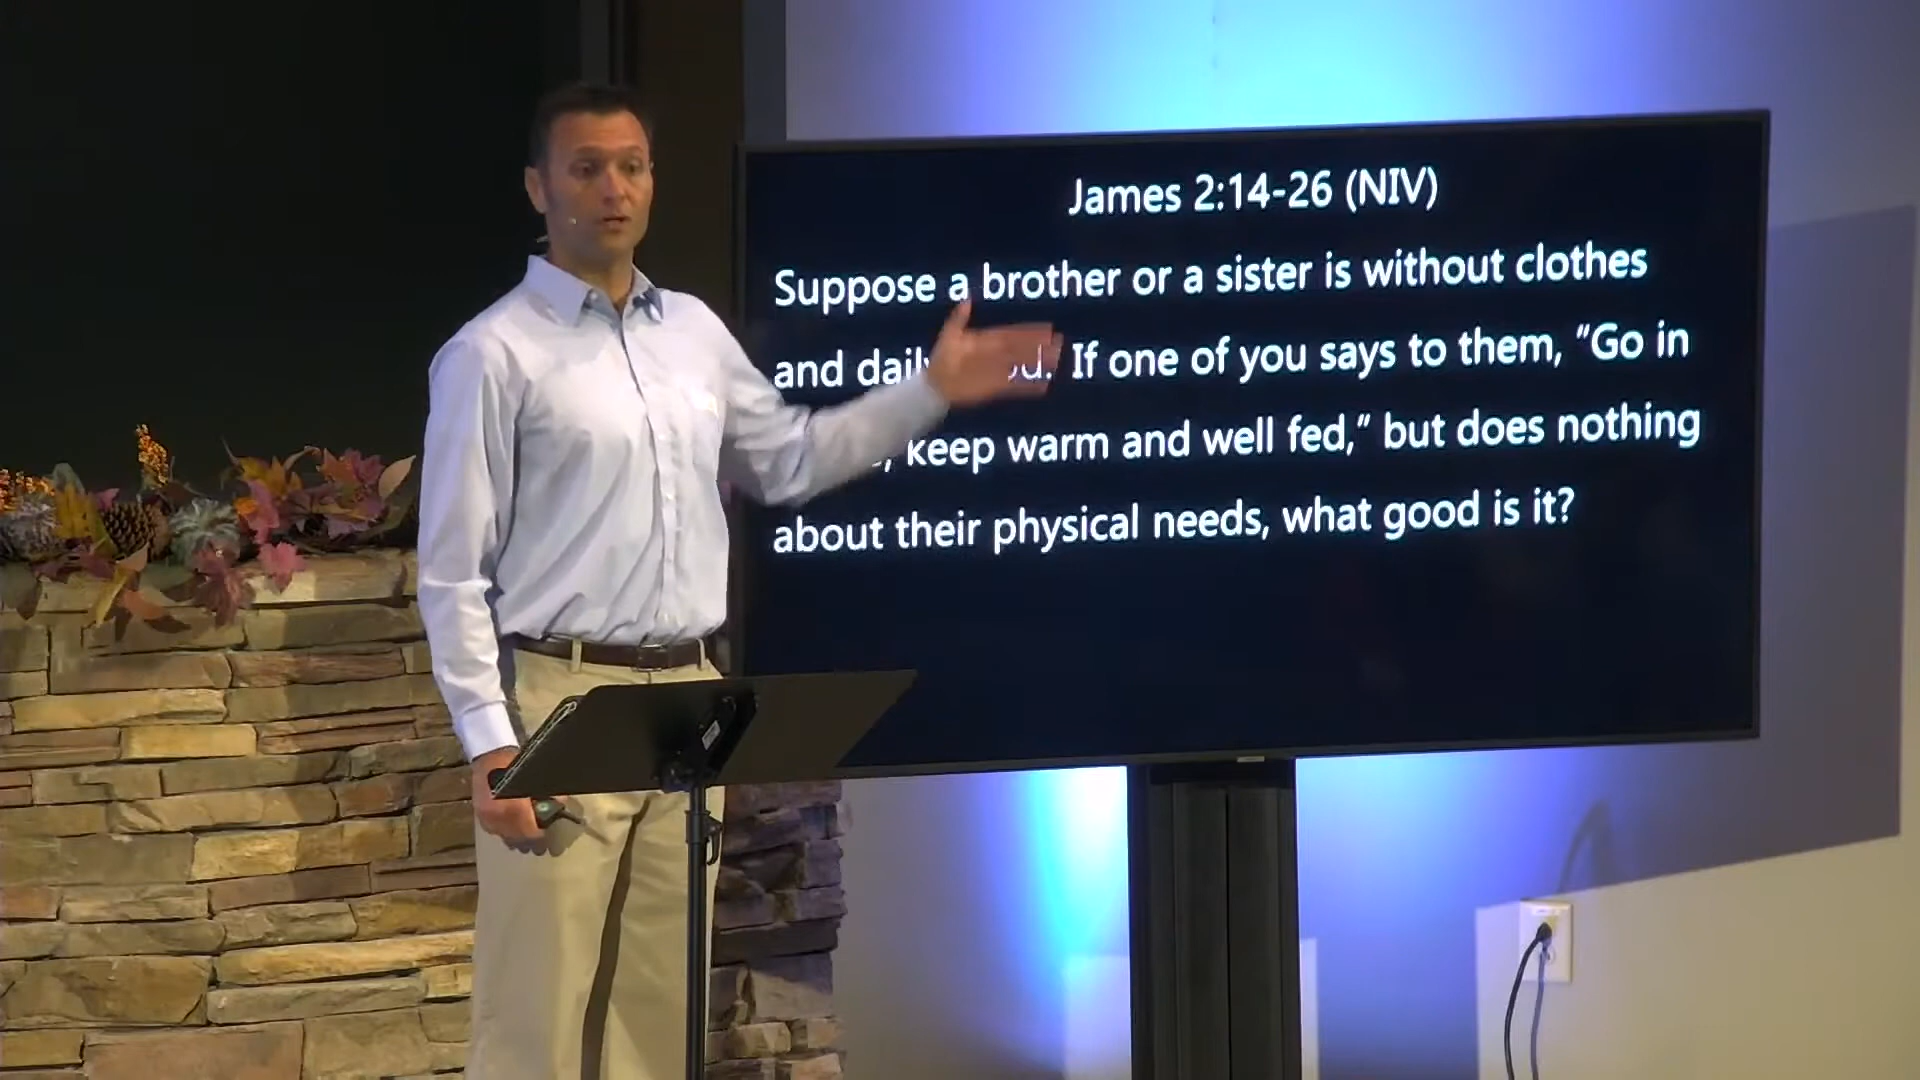 James 2:14-26 (NIV)
Suppose a brother or a sister is without clothes
and daily If one of you says to them, “Go in
keep warm and well fed,” but does nothing
about their physical needs, what good is it?